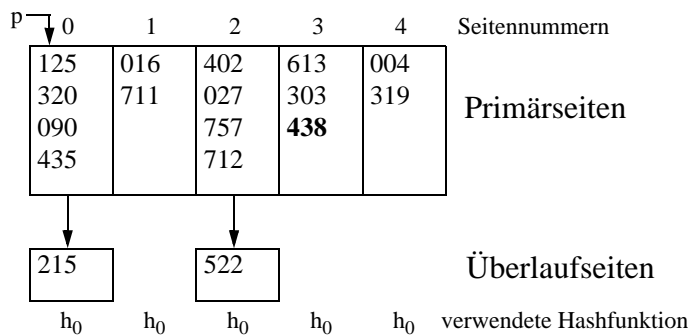 p 0 1 2 3 4 Seitennummern
125 016 402 613 004
320 711 027 303 319
090 757 438
435 712
Primärseiten
215 522
Überlaufseiten
h0 h0 h0 h0 h0 verwendete Hashfunktion